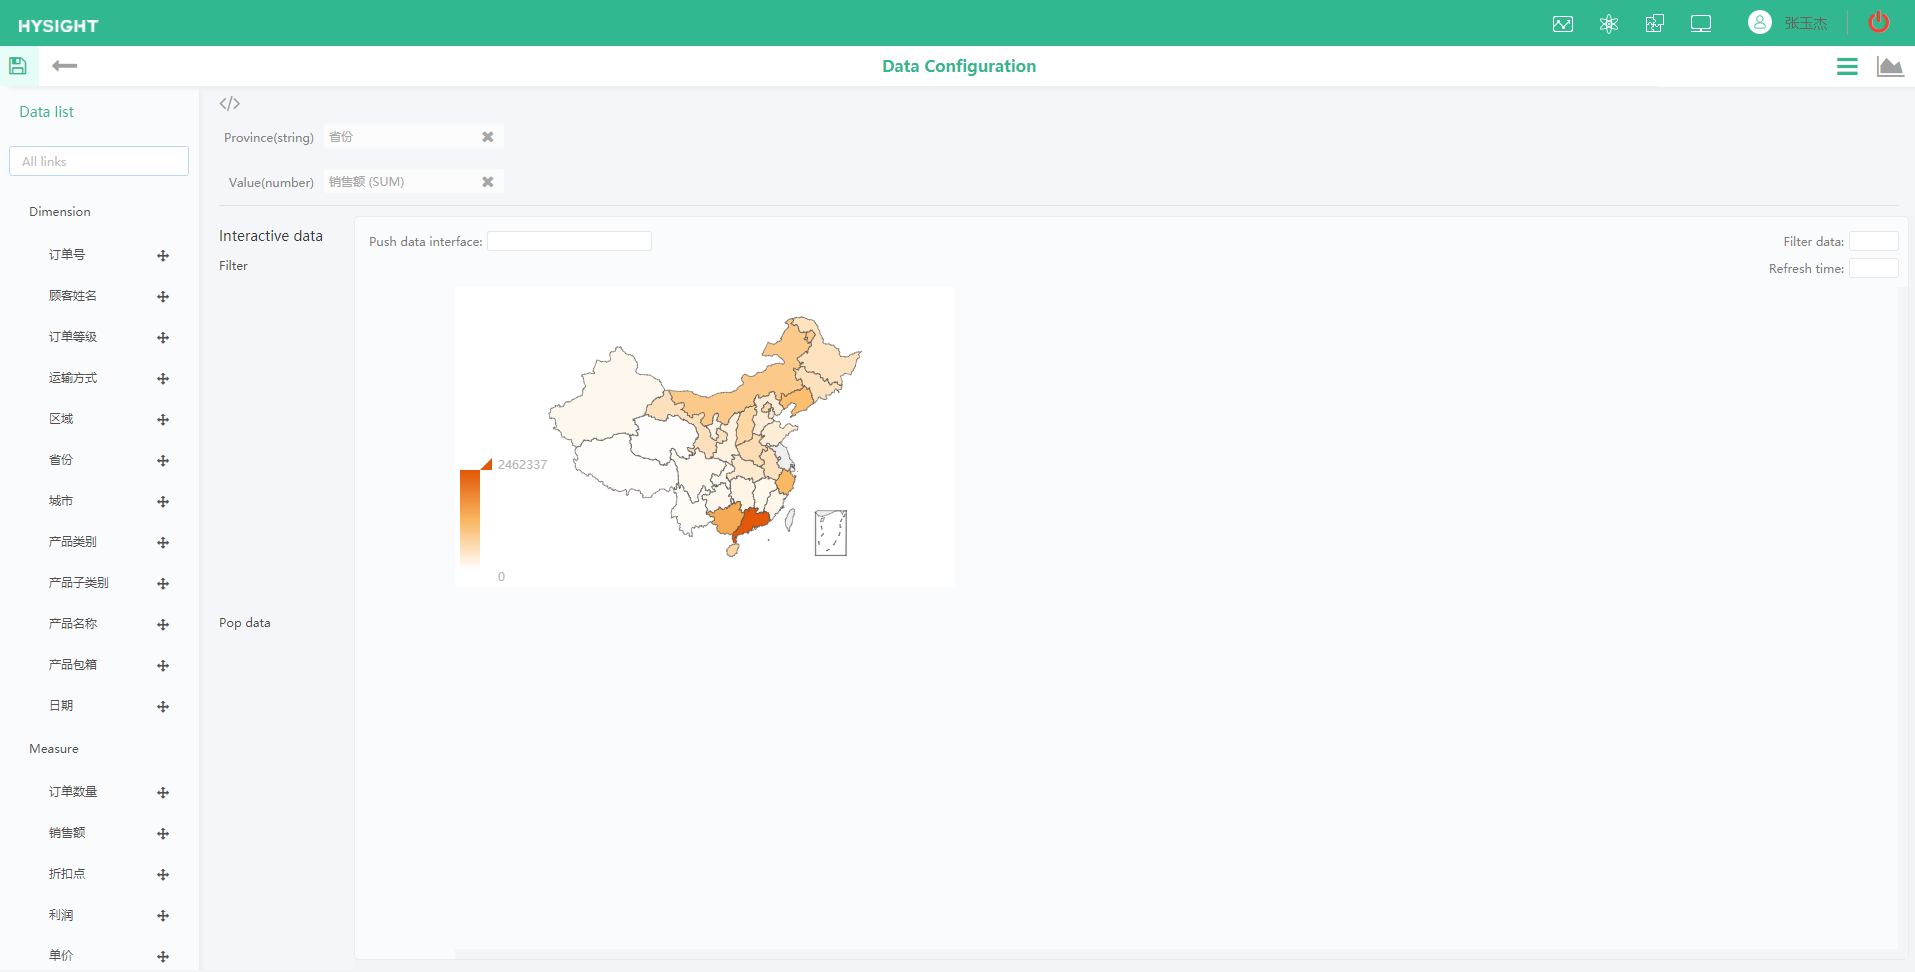 HYSIGHT
张玉杰
Data Configuration
Data list
All links
Dimension
订单号
顾客姓名
订单等级
运输方式
区域
省份
城市
产品类别
产品子类别
产品名称
产品包箱
日期
Measure
订单数量
销售额
折扣点
利润
单价
</>
Province(string) 省份
Value(number) 销售额 (SUM)
Interactive data
Filter
Push data interface:
Filter data:
Refresh time:
2462337
0
Pop data